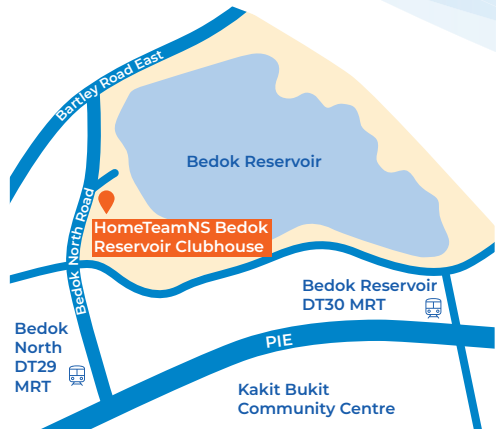 Bartley Road East
Bedok Reservoir
Bedok North Road
HomeTeamNS Bedok
Reservoir Clubhouse
Bedok Reservoir
DT30 MRT
Bedok
North
DT29
MRT
PIE
Kakit Bukit
Community Centre